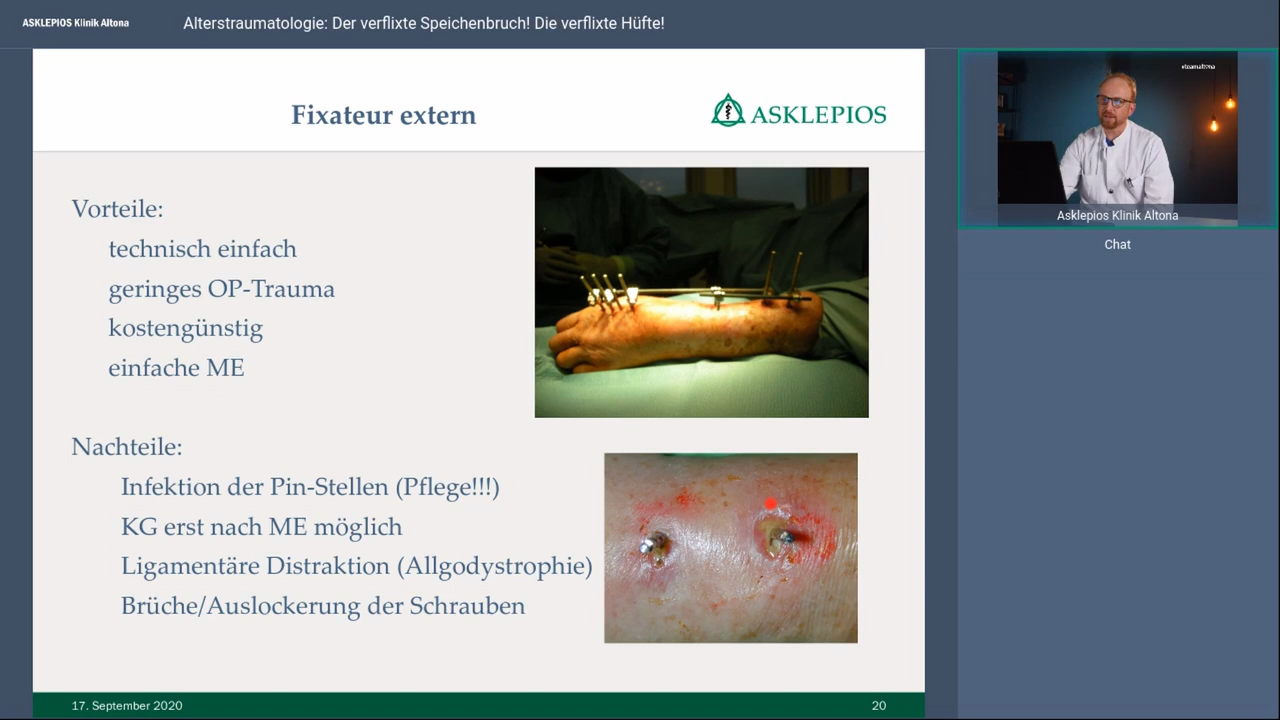 ASKLEPIOS Klinik Altona
Alterstraumatologie: Der verflixte Speichenbruch! Die verflixte Hüfte!
Fixateur extern
ASKLEPIOS
Vorteile:
technisch einfach
geringes OP-Trauma
kostengünstig
einfache ME
Nachteile:
Infektion der Pin-Stellen (Pflege!!!)
KG erst nach ME möglich
Ligamentäre Distraktion (Allgodystrophie)
Brüche/Auslockerung der Schrauben
17. September 2020
20
#teamaltona
Asklepios Klinik Altona
Chat